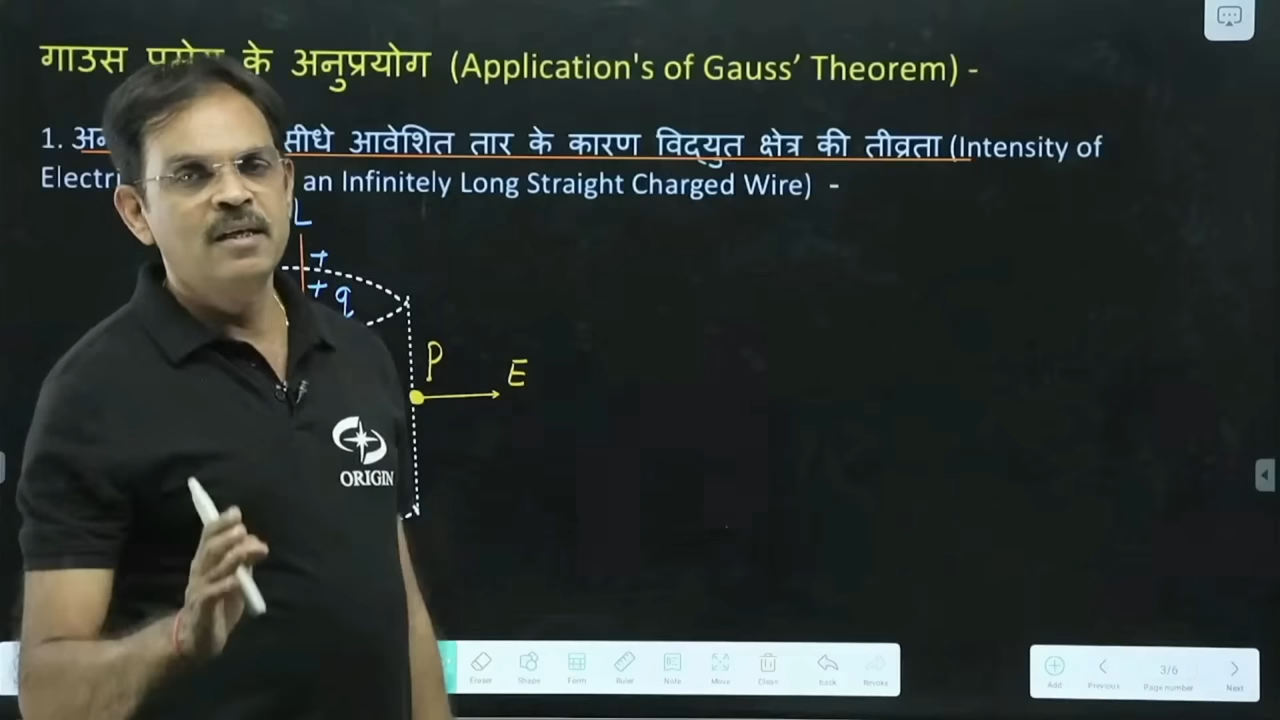 गाउस के अनुप्रयोग (Application's of Gauss’ Theorem) -
1. सीधे आवेशित तार के कारण विद्युत क्षेत्र की तीव्रता (Intensity of
an Infinitely Long Straight Charged Wire) -
L
+
+ q
P
E
ORIGIN
Eraser Shape Form Ruler Note Move Clean back Revoke
Add Previous 3/6 Page number Next